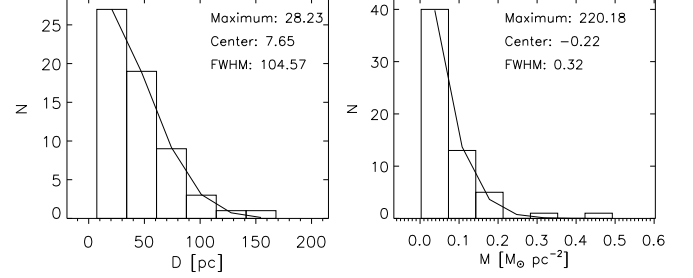 Maximum: 28.23
Center: 7.65
FWHM: 104.57
25
20
15
10
5
0
N
0 50 100 150 200
D [pc]
Maximum: 220.18
Center: −0.22
FWHM: 0.32
40
30
20
10
0
N
0.0 0.1 0.2 0.3 0.4 0.5 0.6
M [M☉ pc⁻²]